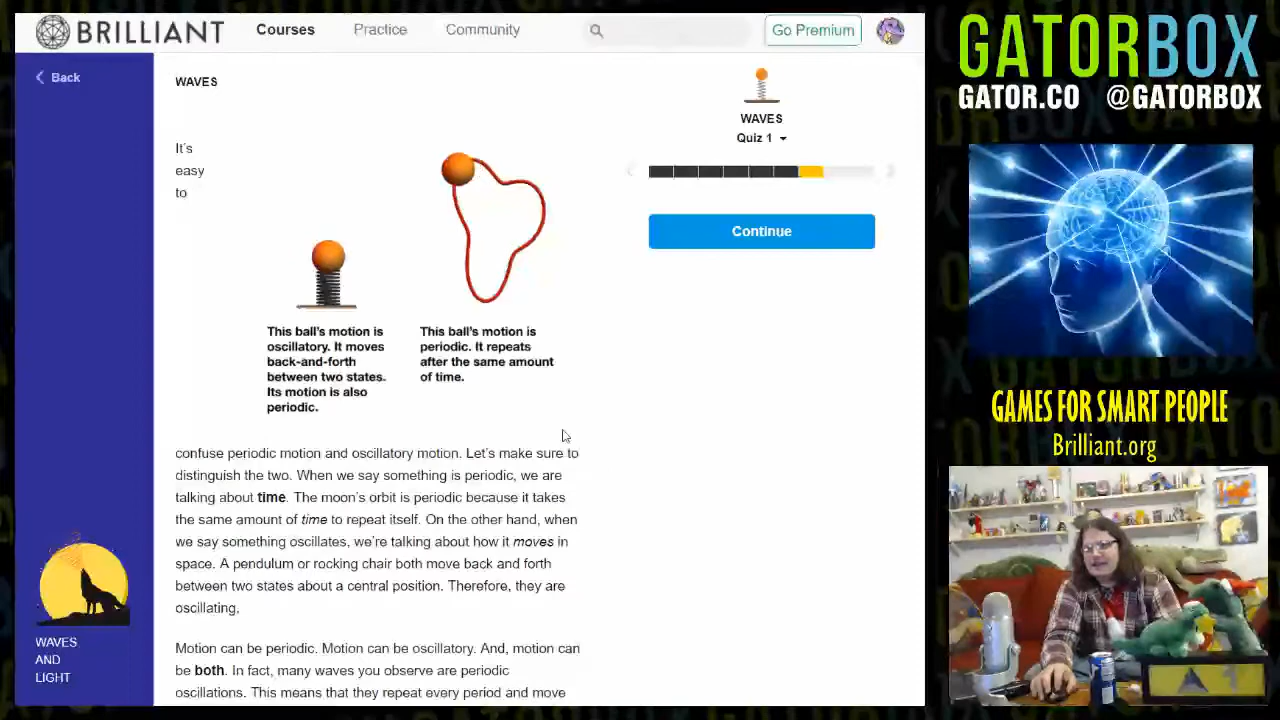 BRILLIANT
Courses
Practice
Community
Go Premium
Back
WAVES
It's
easy
to
This ball's motion is
oscillatory. It moves
back-and-forth
between two states.
Its motion is also
periodic.
This ball's motion is
periodic. It repeats
after the same amount
of time.
confuse periodic motion and oscillatory motion. Let's make sure to
distinguish the two. When we say something is periodic, we are
talking about time. The moon's orbit is periodic because it takes
the same amount of time to repeat itself. On the other hand, when
we say something oscillates, we're talking about how it moves in
space. A pendulum or rocking chair both move back and forth
between two states about a central position. Therefore, they are
oscillating.
Motion can be periodic. Motion can be oscillatory. And, motion can
be both. In fact, many waves you observe are periodic
oscillations. This means that they repeat every period and move
WAVES
Quiz 1
Continue
WAVES
AND
LIGHT
GATORBOX
GATOR.CO @GATORBOX
GAMES FOR SMART PEOPLE
Brilliant.org